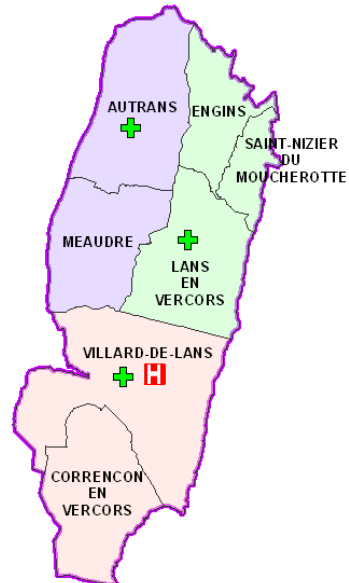 AUTRANS
ENGINS
SAINT-NIZIER
DU
MOUCHEROTTE
MEAUDRE
LANS
EN
VERCORS
VILLARD-DE-LANS
H
CORRENCON
EN
VERCORS